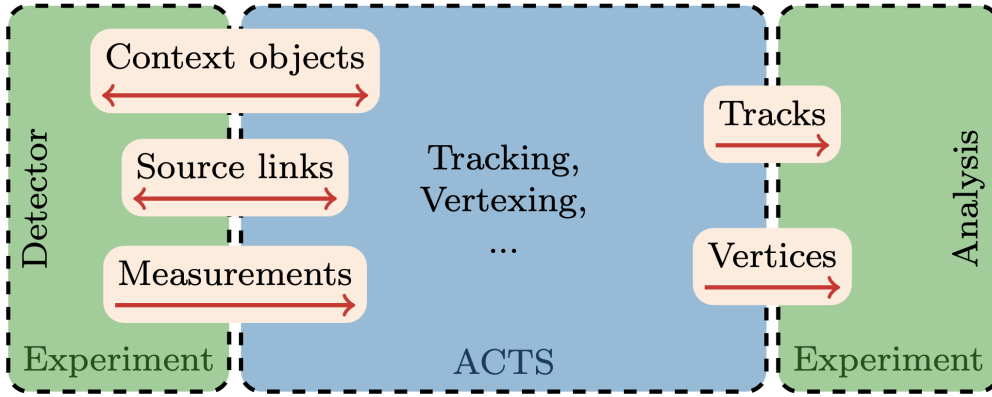 Context objects
Source links
Measurements
Detector
Experiment
Tracking,
Vertexing,
...
ACTS
Tracks
Vertices
Analysis
Experiment